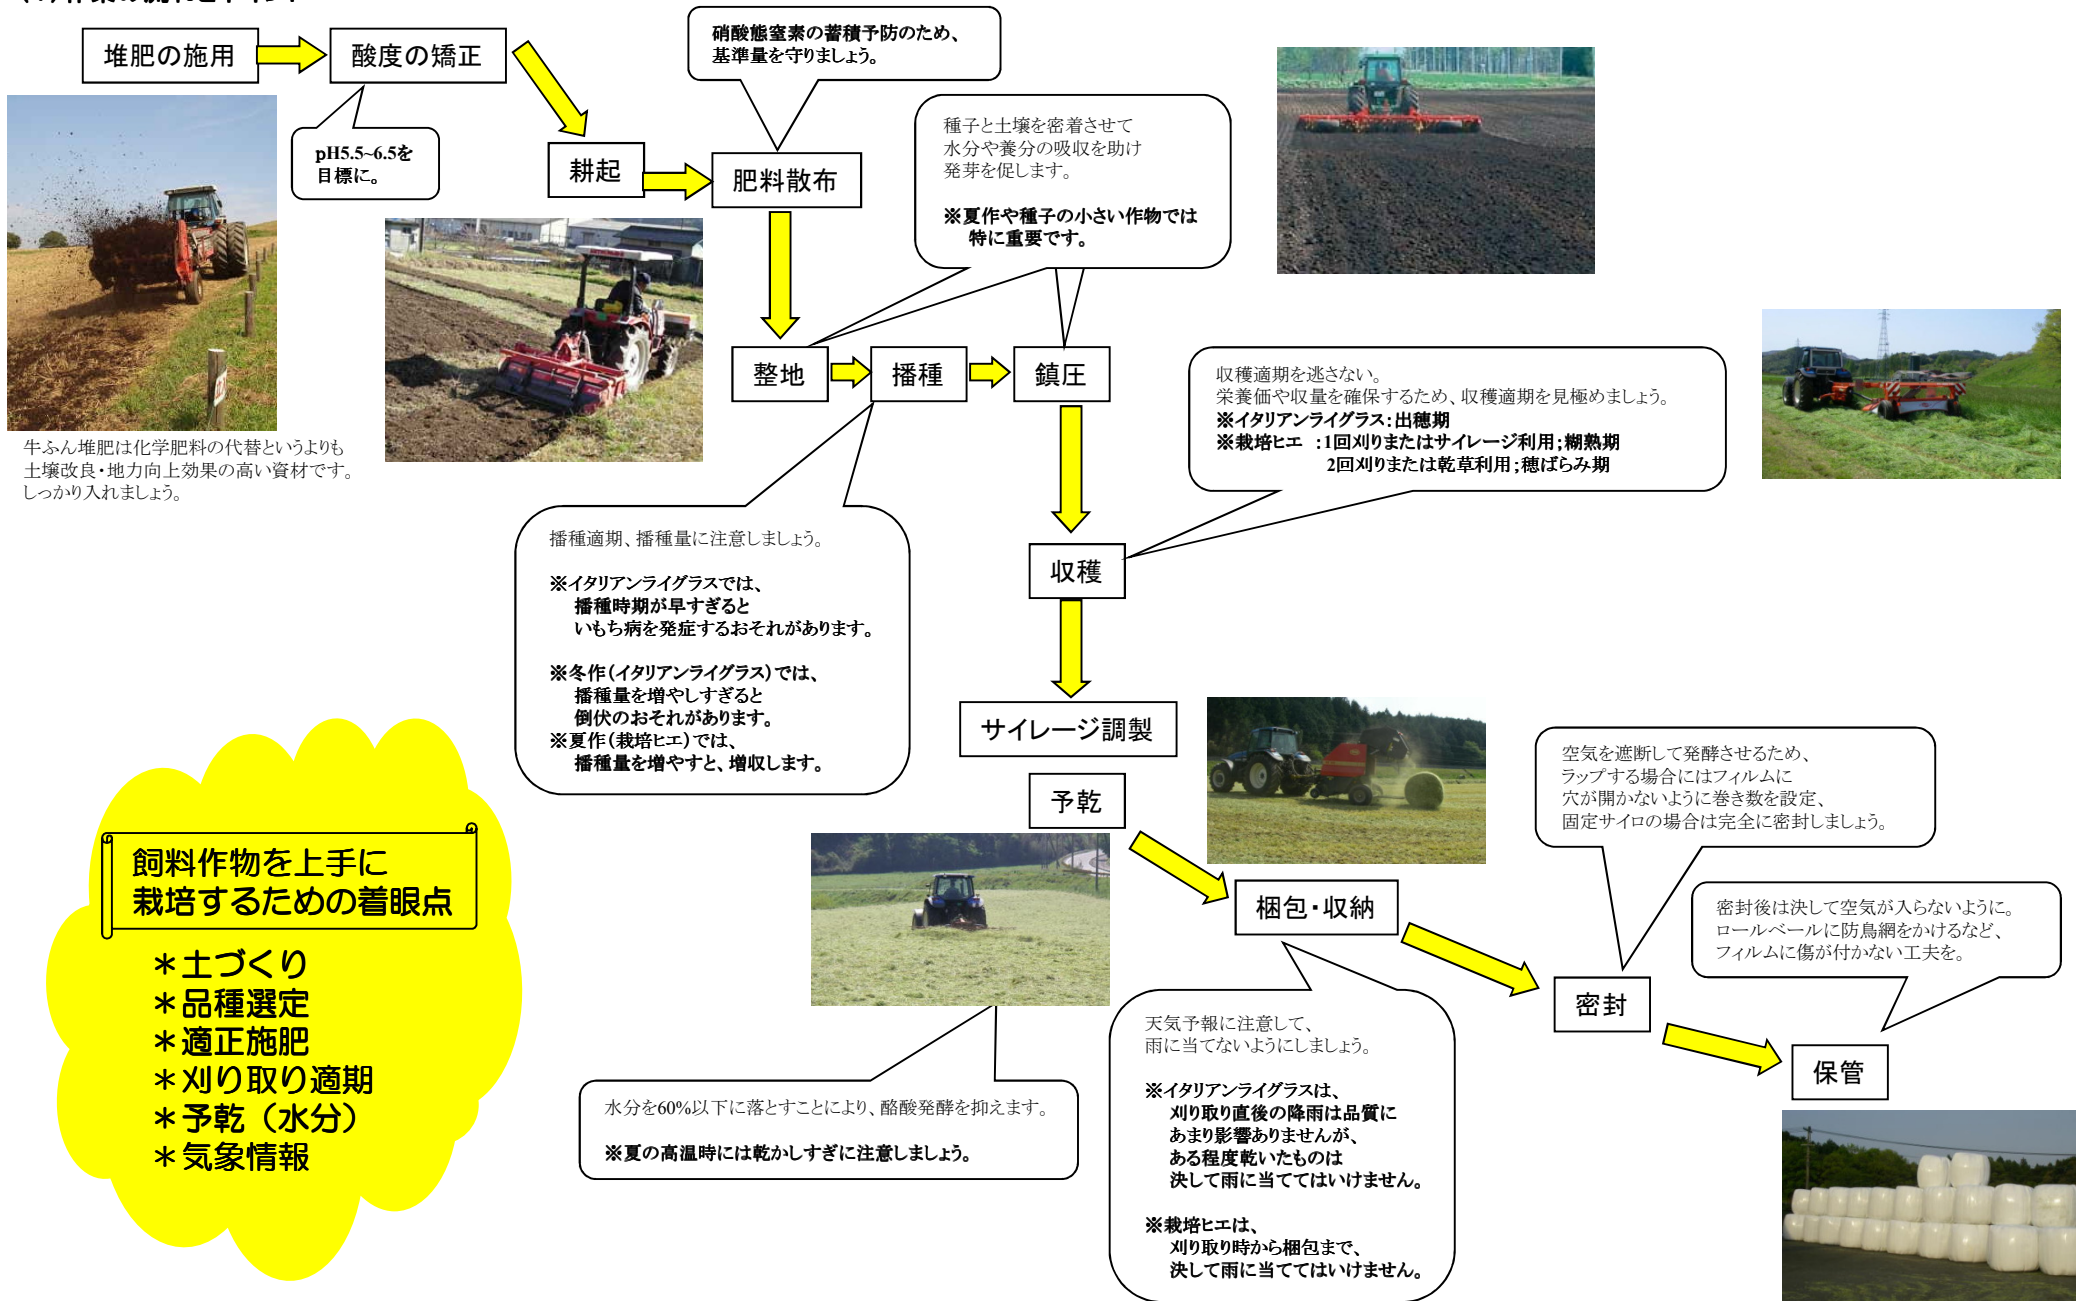 堆肥の施用
酸度の矯正
硝酸態窒素の蓄積予防のため、
基準量を守りましょう。
pH5.5~6.5を
目標に。
耕起
肥料散布
種子と土壌を密着させて
水分や養分の吸収を助け
発芽を促します。
※夏作や種子の小さい作物では
特に重要です。
牛ふん堆肥は化学肥料の代替というよりも
土壌改良・地力向上効果の高い資材です。
しっかり入れましょう。
整地
播種
鎮圧
収穫適期を逃さない。
栄養価や収量を確保するため、収穫適期を見極めましょう。
※イタリアンライグラス:出穂期
※栽培ヒエ :1回刈りまたはサイレージ利用;糊熟期
2回刈りまたは乾草利用;穂ばらみ期
播種適期、播種量に注意しましょう。
※イタリアンライグラスでは、
播種時期が早すぎると
いもち病を発症するおそれがあります。
※冬作(イタリアンライグラス)では、
播種量を増やしすぎると
倒伏のおそれがあります。
※夏作(栽培ヒエ)では、
播種量を増やすと、増収します。
収穫
サイレージ調製
予乾
空気を遮断して発酵させるため、
ラップする場合にはフィルムに
穴が開かないように巻き数を設定、
固定サイロの場合は完全に密封しましょう。
飼料作物を上手に
栽培するための着眼点
＊土づくり
＊品種選定
＊適正施肥
＊刈り取り適期
＊予乾（水分）
＊気象情報
梱包・収納
密封後は決して空気が入らないように。
ロールベールに防鳥網をかけるなど、
フィルムに傷が付かない工夫を。
密封
保管
天気予報に注意して、
雨に当てないようにしましょう。
※イタリアンライグラスは、
刈り取り直後の降雨は品質に
あまり影響ありませんが、
ある程度乾いたものは
決して雨に当ててはいけません。
※栽培ヒエは、
刈り取り時から梱包まで、
決して雨に当ててはいけません。
水分を60%以下に落とすことにより、酪酸発酵を抑えます。
※夏の高温時には乾かしすぎに注意しましょう。